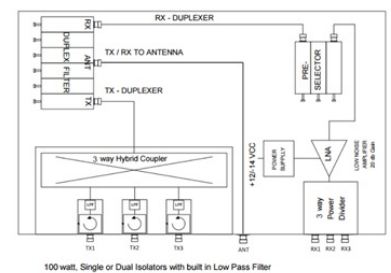 RX - DUPLEXER
RX
DUPLEX FILTER
ANT
TX
TX / RX TO ANTENNA
TX - DUPLEXER
PRE-
SELECTOR
3 way Hybrid Coupler
+12/-14 VCC
POWER
SUPPLLY
LNA
LOW NOISE
AMPLIFIER
20 db Gain
LPF
LPF
LPF
3 way
Power
Divider
TX1
TX2
TX3
ANT
RX1 RX2 RX3
100 watt, Single or Dual Isolators with built in Low Pass Filter